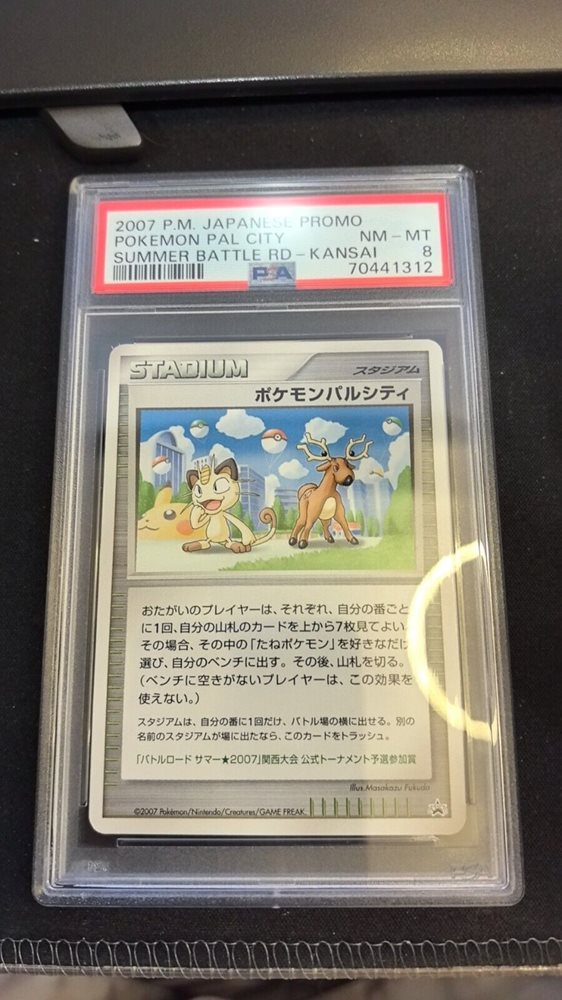 2007 P.M. JAPANESE PROMO
POKEMON PAL CITY NM - MT
SUMMER BATTLE RD - KANSAI 8
PSA 70441312
STADIUM スタジアム
ポケモンパルシティ
おたがいのプレイヤーは、それぞれ、自分の番ごと
に1回、自分の山札のカードを上から7枚見てよい
その場合、その中の「たねポケモン」を好きなだけ
選び、自分のベンチに出す。その後、山札を切る。
(ベンチに空きがないプレイヤーは、この効果を
使えない。)
スタジアムは、自分の番に1回だけ、バトル場の横に出せる。別の
名前のスタジアムが場に出たなら、このカードをトラッシュ。
「バトルロード サマー★2007」関西大会 公式トーナメント予選参加賞
Illus.Masakazu Fukuda
©2007 Pokémon/Nintendo/Creatures/GAME FREAK.